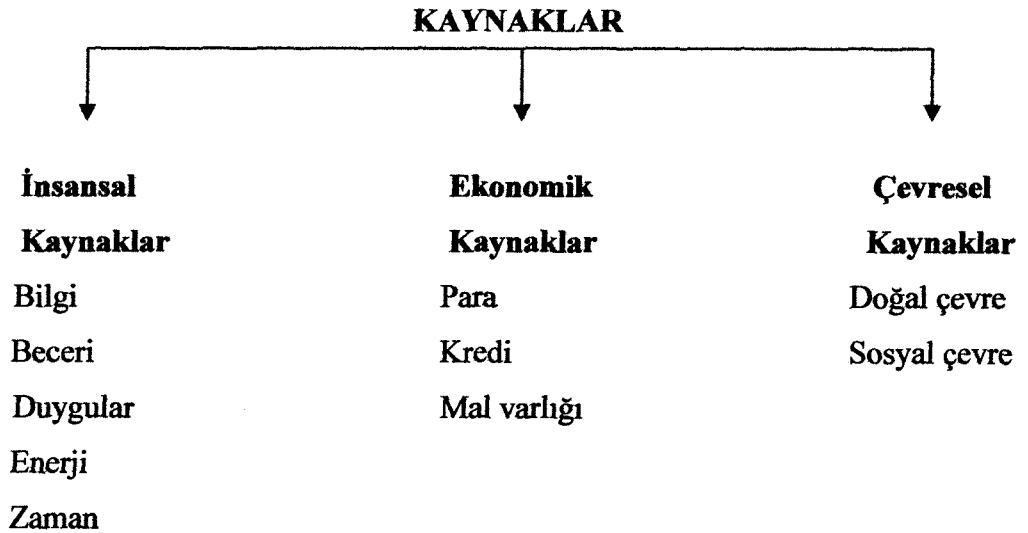 KAYNAKLAR
İnsansal
Kaynaklar
Bilgi
Beceri
Duygular
Enerji
Zaman
Ekonomik
Kaynaklar
Para
Kredi
Mal varlığı
Çevresel
Kaynaklar
Doğal çevre
Sosyal çevre